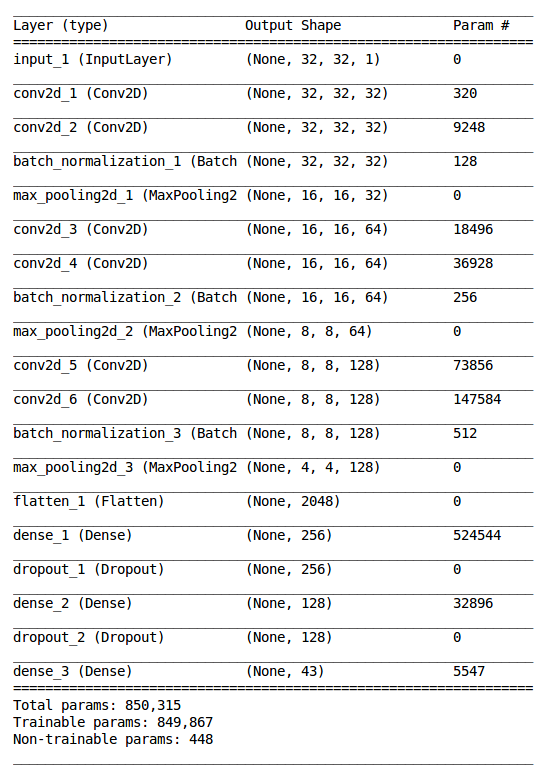 Layer (type) Output Shape Param #
input_1 (InputLayer) (None, 32, 32, 1) 0
conv2d_1 (Conv2D) (None, 32, 32, 32) 320
conv2d_2 (Conv2D) (None, 32, 32, 32) 9248
batch_normalization_1 (Batch (None, 32, 32, 32) 128
max_pooling2d_1 (MaxPooling2 (None, 16, 16, 32) 0
conv2d_3 (Conv2D) (None, 16, 16, 64) 18496
conv2d_4 (Conv2D) (None, 16, 16, 64) 36928
batch_normalization_2 (Batch (None, 16, 16, 64) 256
max_pooling2d_2 (MaxPooling2 (None, 8, 8, 64) 0
conv2d_5 (Conv2D) (None, 8, 8, 128) 73856
conv2d_6 (Conv2D) (None, 8, 8, 128) 147584
batch_normalization_3 (Batch (None, 8, 8, 128) 512
max_pooling2d_3 (MaxPooling2 (None, 4, 4, 128) 0
flatten_1 (Flatten) (None, 2048) 0
dense_1 (Dense) (None, 256) 524544
dropout_1 (Dropout) (None, 256) 0
dense_2 (Dense) (None, 128) 32896
dropout_2 (Dropout) (None, 128) 0
dense_3 (Dense) (None, 43) 5547
Total params: 850,315
Trainable params: 849,867
Non-trainable params: 448